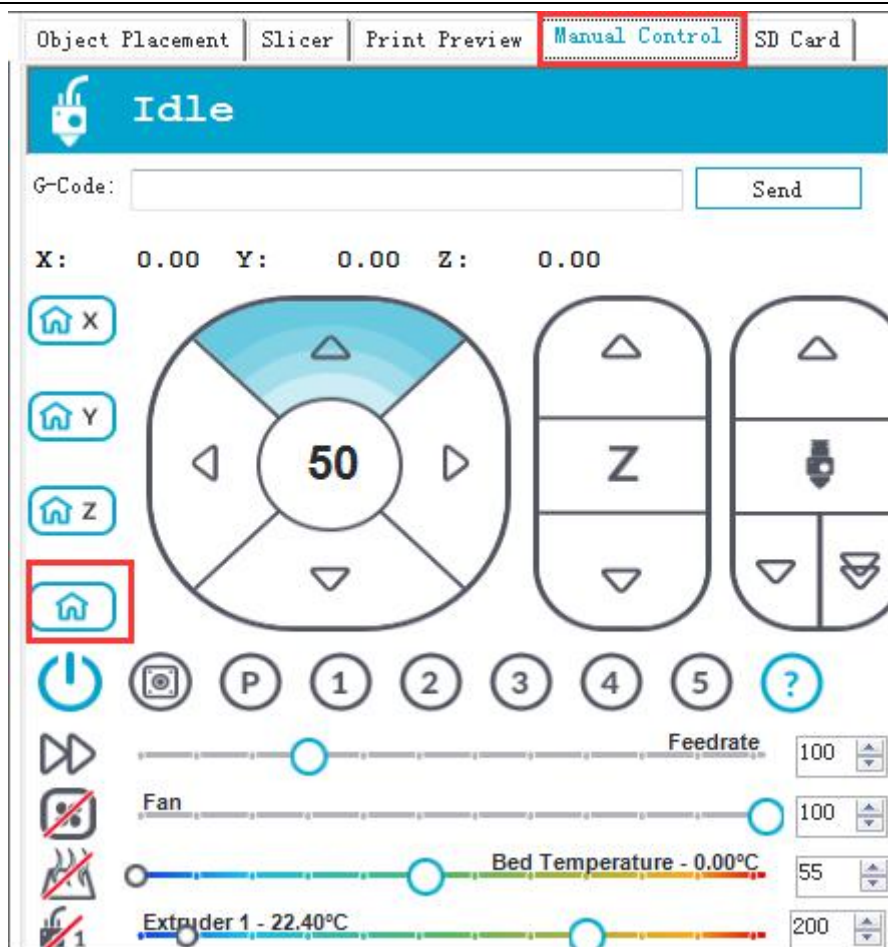 Object Placement Slicer Print Preview Manual Control SD Card
Idle
G-Code: Send
X: 0.00 Y: 0.00 Z: 0.00
X
Y
50 Z
Z
P 1 2 3 4 5 ?
Feedrate 100
Fan 100
Bed Temperature - 0.00°C 55
1 Extruder 1 - 22.40°C 200